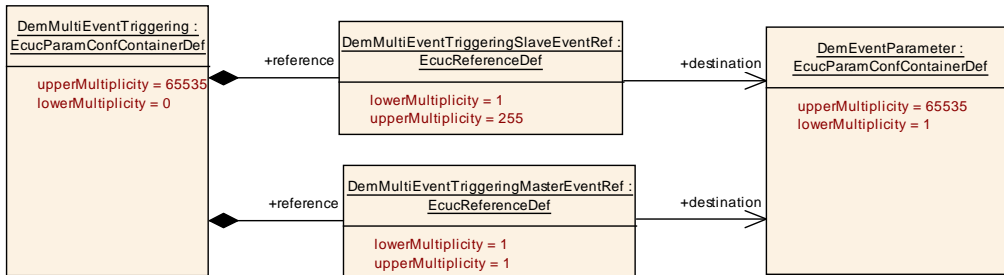 DemMultiEventTriggering :
EcucParamConfContainerDef
upperMultiplicity = 65535
lowerMultiplicity = 0
+reference
DemMultiEventTriggeringSlaveEventRef :
EcucReferenceDef
lowerMultiplicity = 1
upperMultiplicity = 255
+destination
DemEventParameter :
EcucParamConfContainerDef
upperMultiplicity = 65535
lowerMultiplicity = 1
+reference
DemMultiEventTriggeringMasterEventRef :
EcucReferenceDef
lowerMultiplicity = 1
upperMultiplicity = 1
+destination